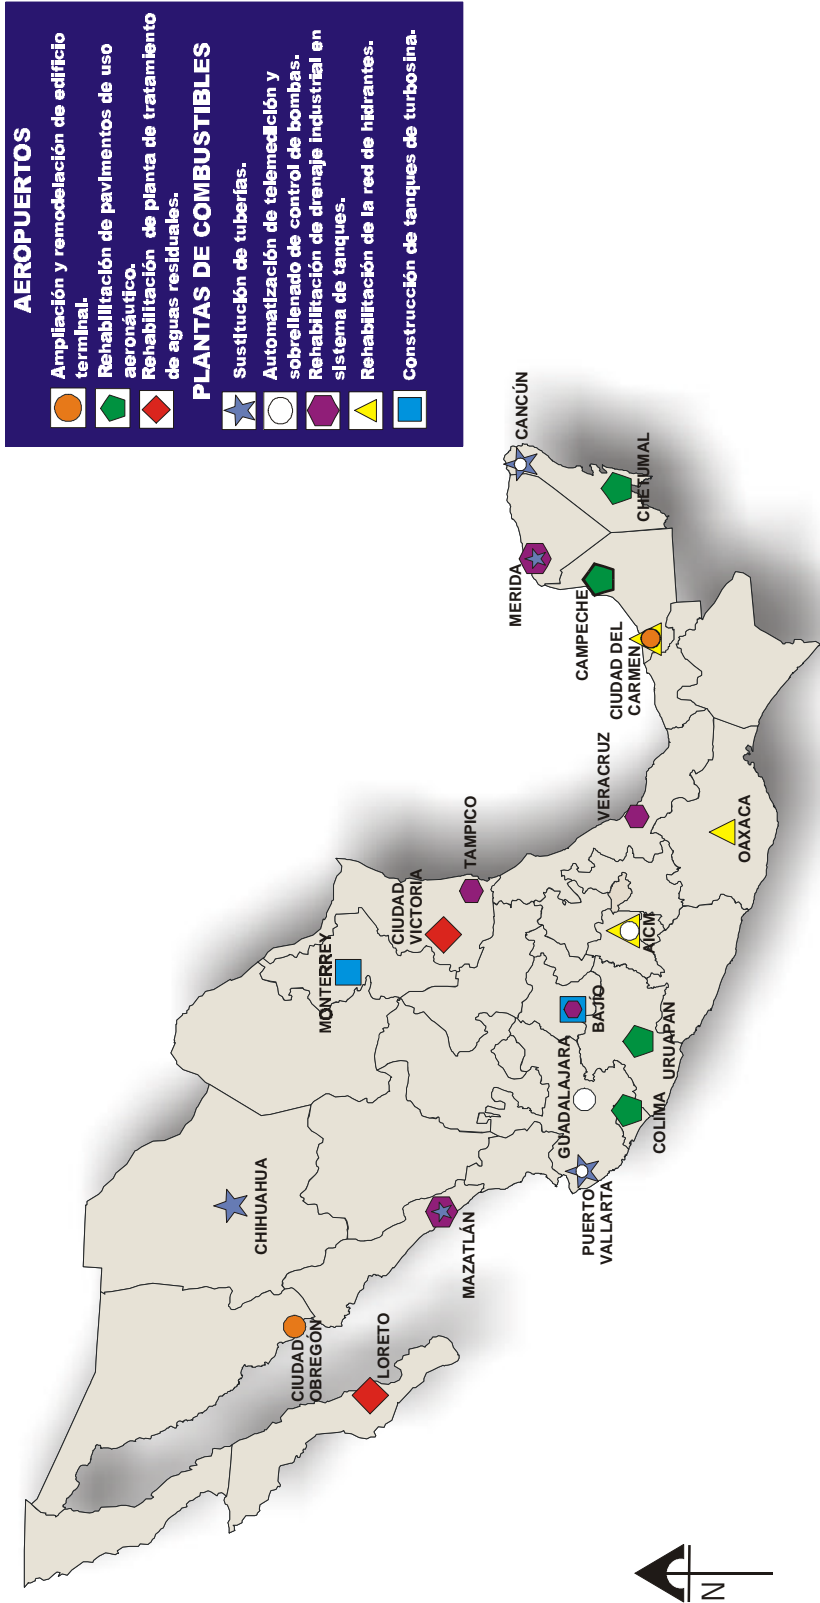 AEROPUERTOS
Ampliación y remodelación de edificio
terminal.
Rehabilitación de pavimentos de uso
aeronáutico.
Rehabilitación de planta de tratamiento
de aguas residuales.
PLANTAS DE COMBUSTIBLES
Sustitución de tuberías.
Automatización de telemedición y
sobrellenado de control de bombas.
Rehabilitación de drenaje industrial en
sistema de tanques.
Rehabilitación de la red de hidrantes.
Construcción de tanques de turbosina.
CHIHUAHUA
CIUDAD
OBREGÓN
MONTERREY
LORETO
CIUDAD
VICTORIA
MAZATLÁN
TAMPICO
CANCÚN
MERIDA
CAMPECHE
CHETUMAL
CIUDAD DEL
CARMEN
GUADALAJARA
BAJÍO
PUERTO
VALLARTA
VERACRUZ
AICM
COLIMA
URUAPAN
OAXACA
N